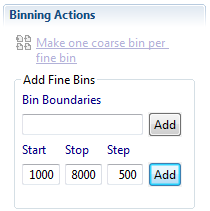 Binning Actions
Make one coarse bin per
fine bin
Add Fine Bins
Bin Boundaries
Add
Start Stop Step
1000 8000 500 Add